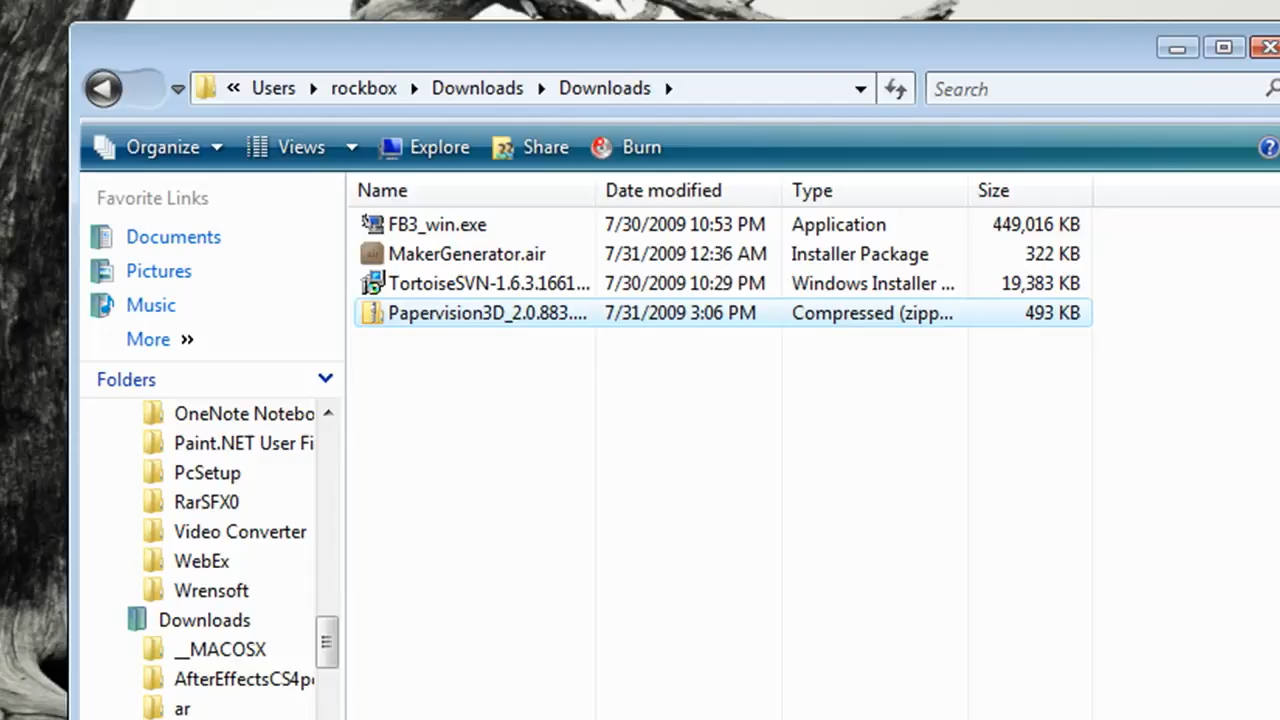 « Users ▸ rockbox ▸ Downloads ▸ Downloads ▸
Search
Organize Views Explore Share Burn
Favorite Links
Documents
Pictures
Music
More »
Folders
OneNote Notebo
Paint.NET User Fi
PcSetup
RarSFX0
Video Converter
WebEx
Wrensoft
Downloads
__MACOSX
AfterEffectsCS4p
ar
Name Date modified Type Size
FB3_win.exe 7/30/2009 10:53 PM Application 449,016 KB
MakerGenerator.air 7/31/2009 12:36 AM Installer Package 322 KB
TortoiseSVN-1.6.3.1661... 7/30/2009 10:29 PM Windows Installer ... 19,383 KB
Papervision3D_2.0.883.... 7/31/2009 3:06 PM Compressed (zipp... 493 KB